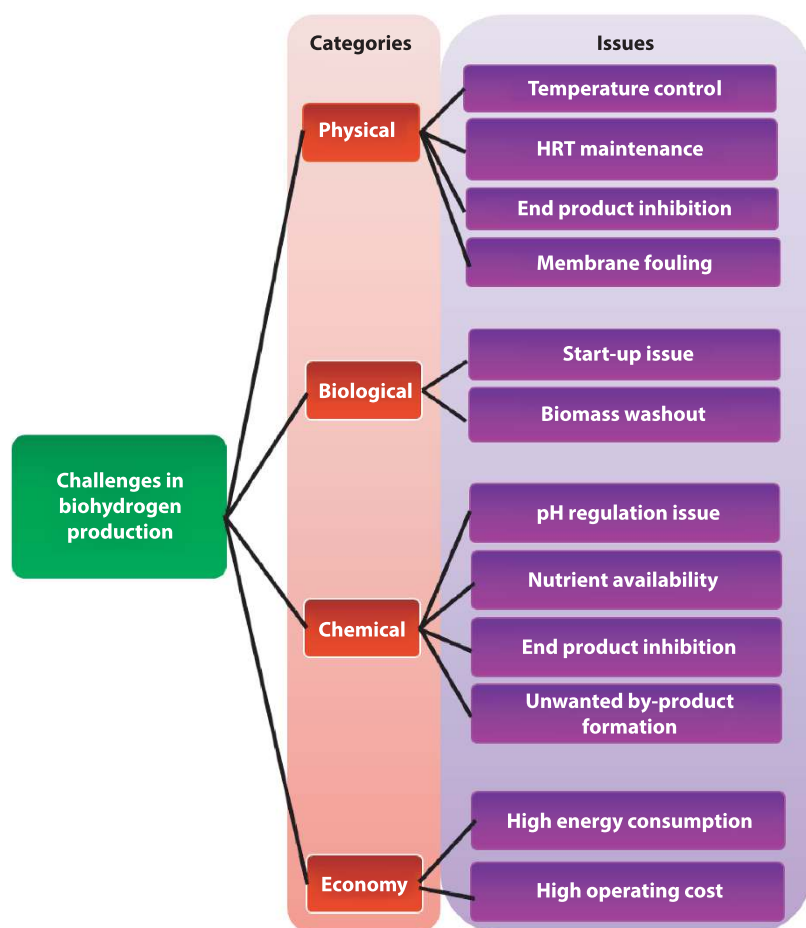 Categories
Issues
Physical
Temperature control
HRT maintenance
End product inhibition
Membrane fouling
Biological
Start-up issue
Biomass washout
Challenges in
biohydrogen
production
Chemical
pH regulation issue
Nutrient availability
End product inhibition
Unwanted by-product
formation
Economy
High energy consumption
High operating cost